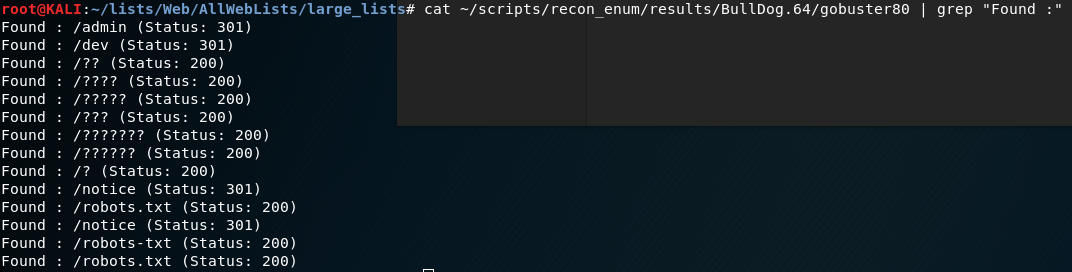 root@KALI:~/lists/Web/AllWebLists/large_lists# cat ~/scripts/recon_enum/results/BullDog.64/gobuster80 | grep "Found :"
Found : /admin (Status: 301)
Found : /dev (Status: 301)
Found : /?? (Status: 200)
Found : /???? (Status: 200)
Found : /????? (Status: 200)
Found : /??? (Status: 200)
Found : /??????? (Status: 200)
Found : /?????? (Status: 200)
Found : /? (Status: 200)
Found : /notice (Status: 301)
Found : /robots.txt (Status: 200)
Found : /notice (Status: 301)
Found : /robots-txt (Status: 200)
Found : /robots.txt (Status: 200)